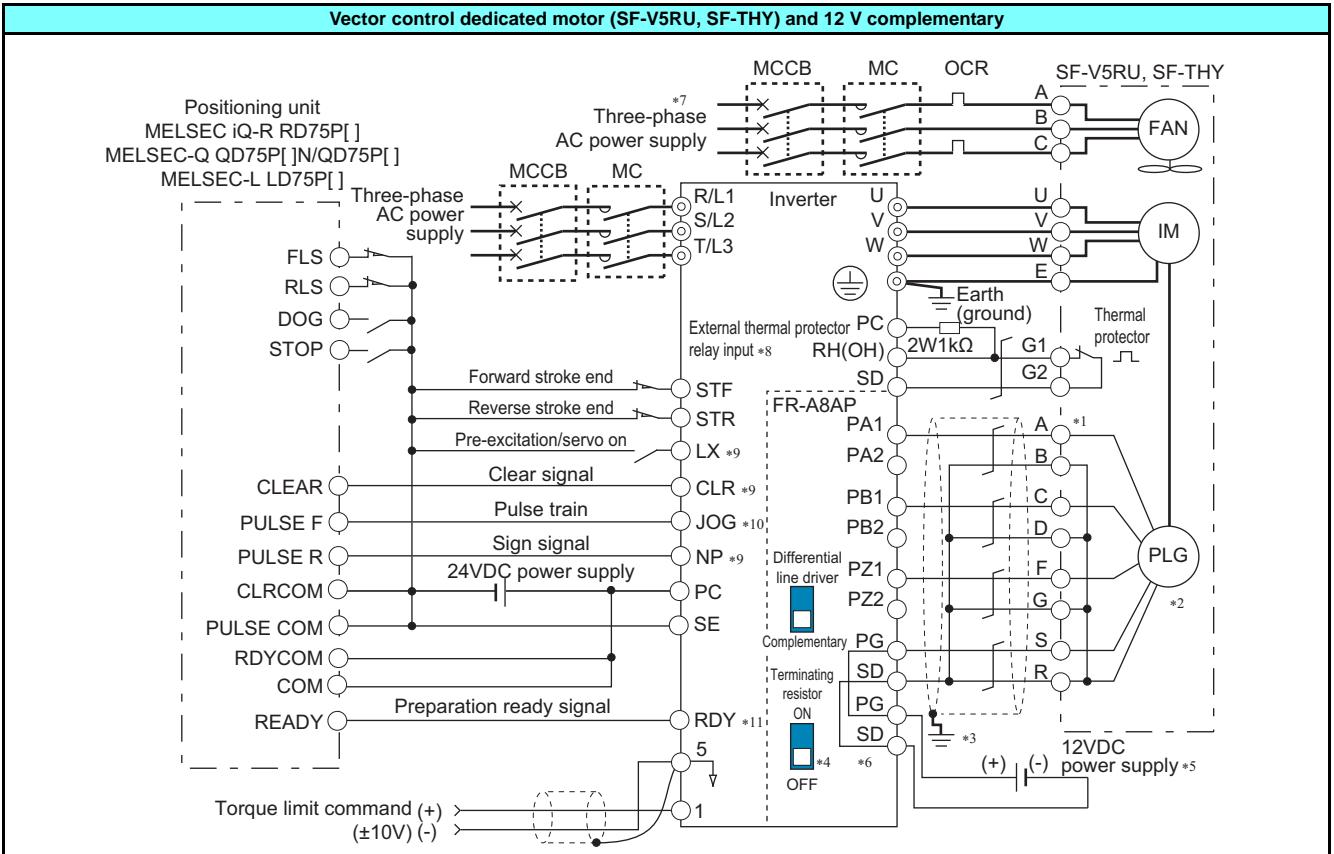 Vector control dedicated motor (SF-V5RU, SF-THY) and 12 V complementary
MCCB
MC
OCR
SF-V5RU, SF-THY
Positioning unit
MELSEC iQ-R RD75P[ ]
MELSEC-Q QD75P[ ]N/QD75P[ ]
MELSEC-L LD75P[ ]
*7
Three-phase
AC power supply
A
B
C
FAN
MCCB
MC
Three-phase
AC power
supply
R/L1
S/L2
T/L3
Inverter
U
V
W
U
V
W
E
IM
FLS
RLS
DOG
STOP
Earth
(ground)
Thermal
protector
External thermal protector
relay input *8
PC
RH(OH)
SD
2W1kΩ
G1
G2
Forward stroke end
STF
Reverse stroke end
STR
Pre-excitation/servo on
LX *9
CLEAR
Clear signal
CLR *9
PULSE F
Pulse train
JOG *10
PULSE R
Sign signal
NP *9
CLRCOM
24VDC power supply
PC
PULSE COM
SE
RDYCOM
COM
READY
Preparation ready signal
RDY *11
FR-A8AP
PA1
PA2
PB1
PB2
PZ1
PZ2
PG
SD
PG
SD
*6
Differential
line driver
Complementary
Terminating
resistor
ON
*4
OFF
A *1
B
C
D
F
G
S
R
PLG
*2
*3
12VDC
power supply *5
(+)
(-)
5
1
Torque limit command (+)
(±10V) (-)